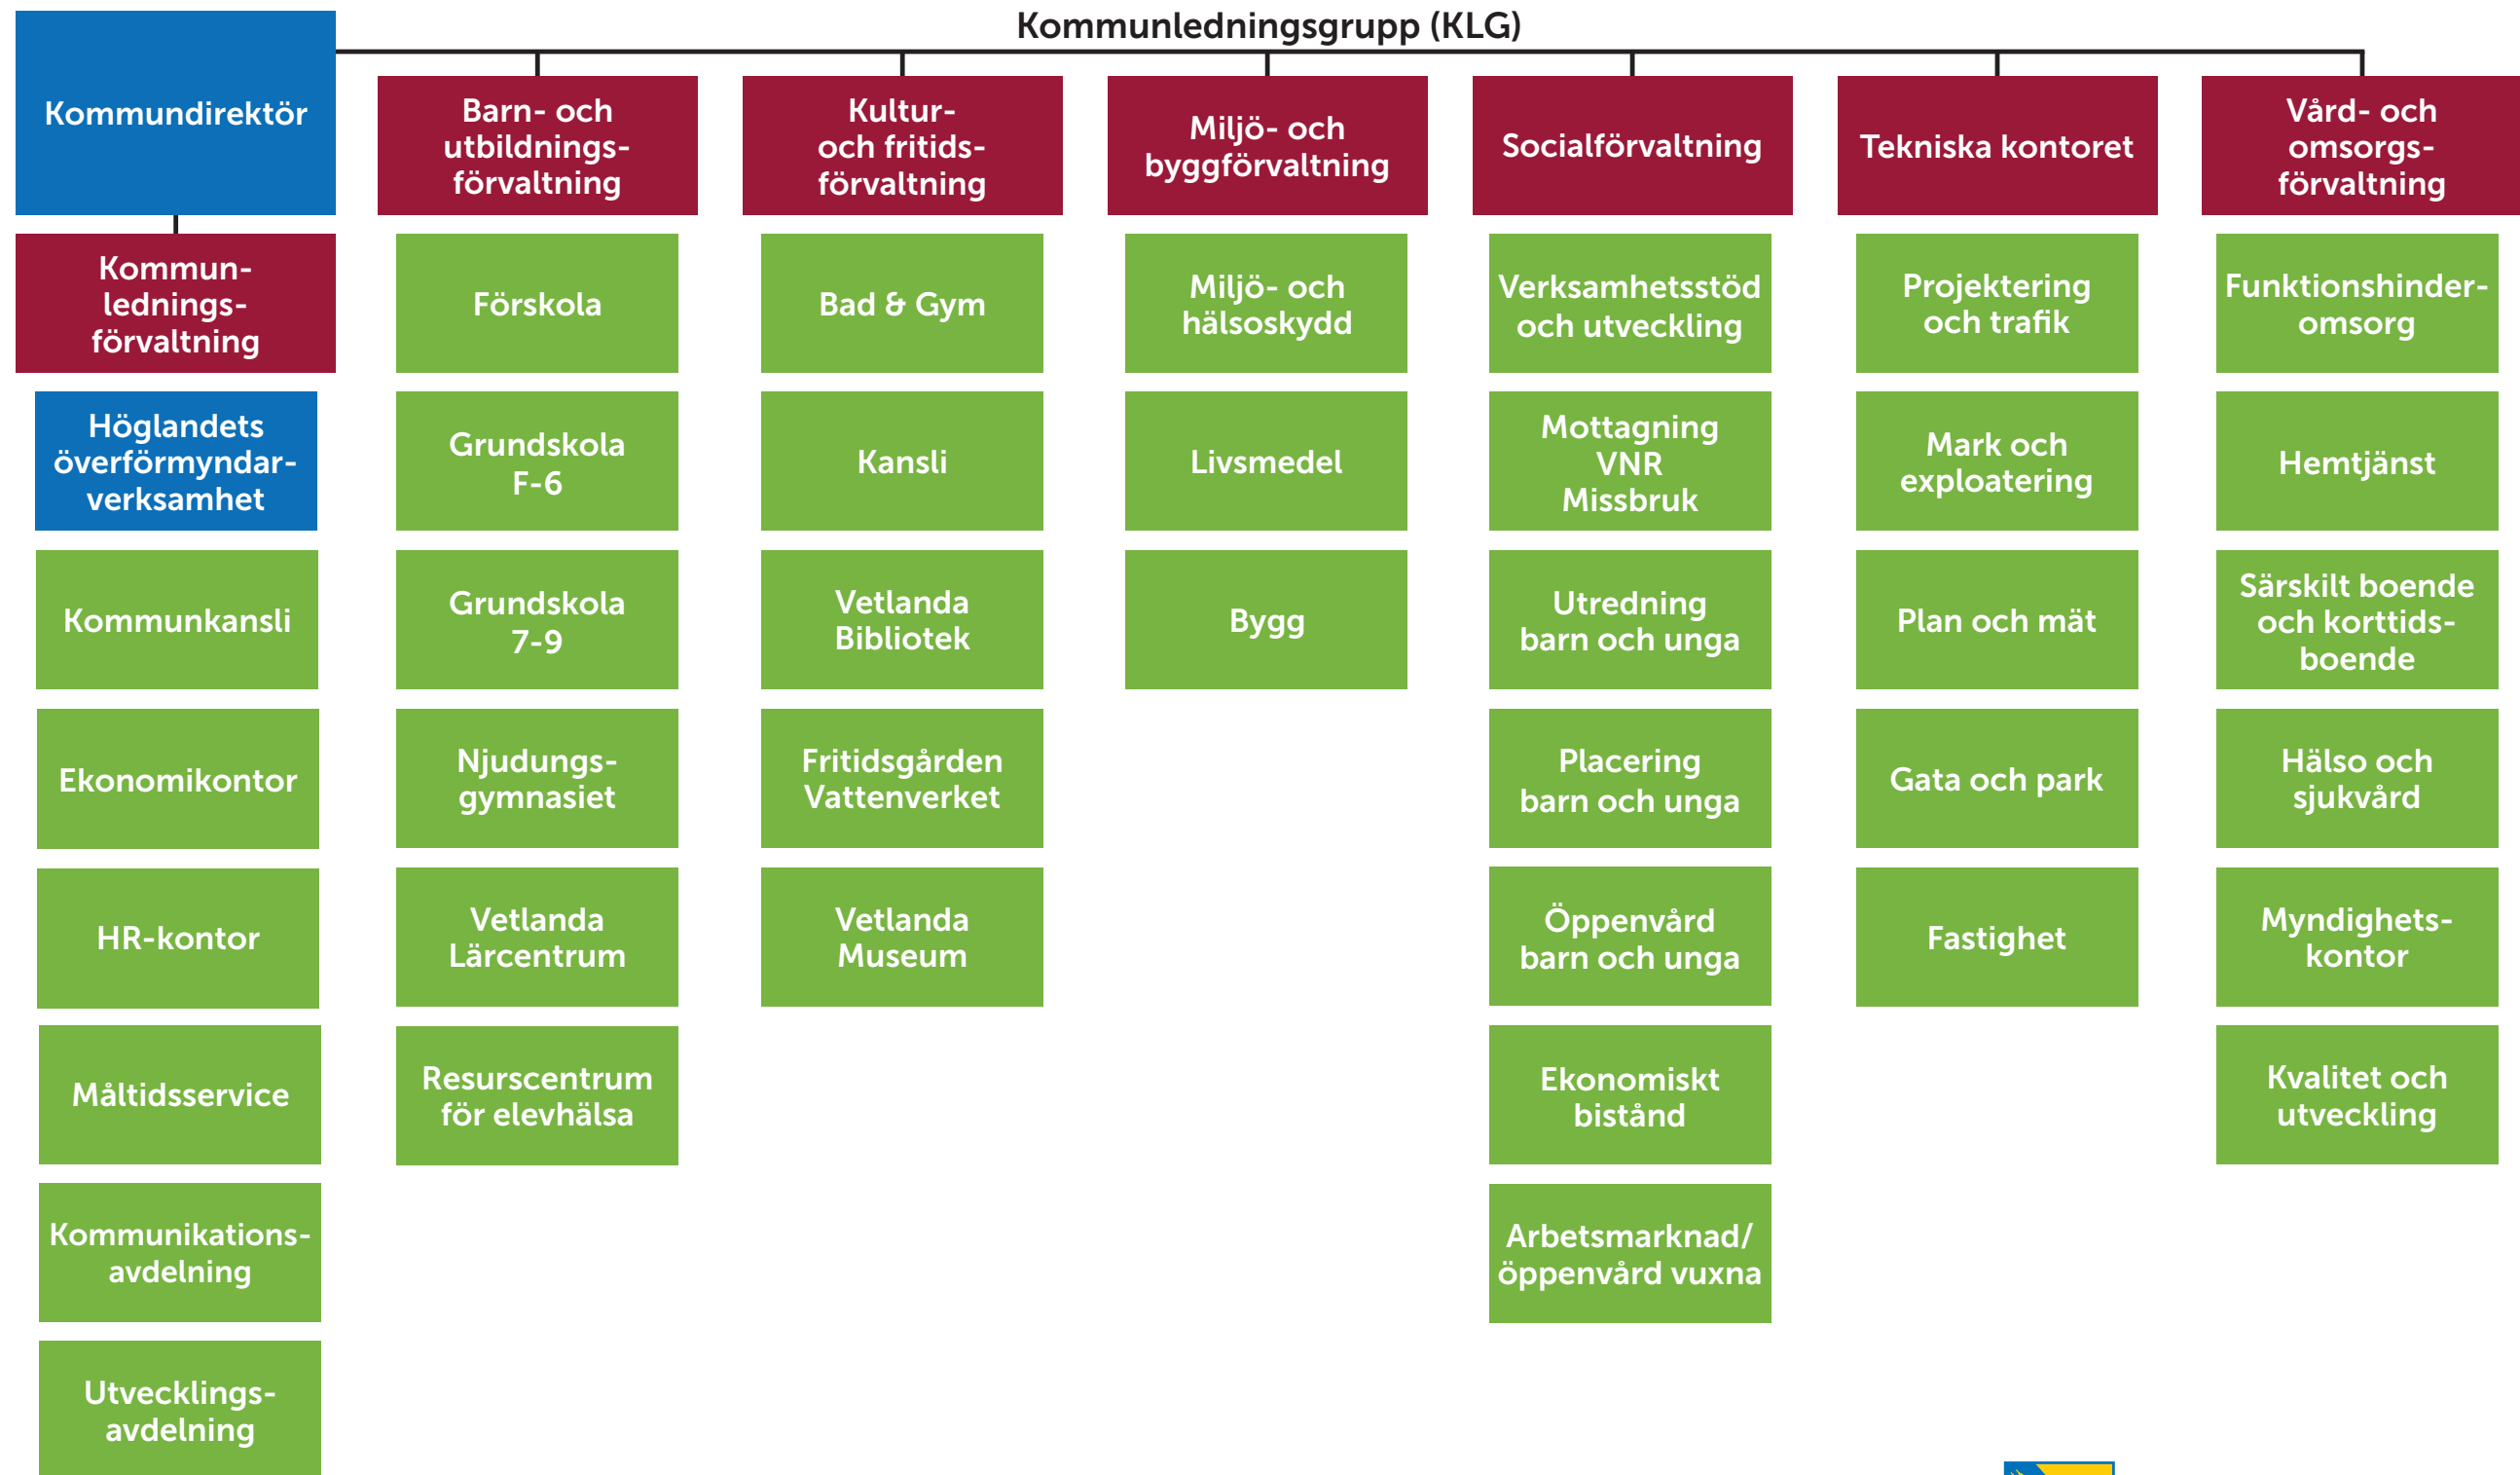 Kommunledningsgrupp (KLG)
Kommundirektör
Kommun-
lednings-
förvaltning
Höglandets
överförmyndar-
verksamhet
Kommunkansli
Ekonomikontor
HR-kontor
Måltidsservice
Kommunikations-
avdelning
Utvecklings-
avdelning
Barn- och
utbildnings-
förvaltning
Förskola
Grundskola
F-6
Grundskola
7-9
Njudungs-
gymnasiet
Vetlanda
Lärcentrum
Resurscentrum
för elevhälsa
Kultur-
och fritids-
förvaltning
Bad & Gym
Kansli
Vetlanda
Bibliotek
Fritidsgården
Vattenverket
Vetlanda
Museum
Miljö- och
byggförvaltning
Miljö- och
hälsoskydd
Livsmedel
Bygg
Socialförvaltning
Verksamhetsstöd
och utveckling
Mottagning
VNR
Missbruk
Utredning
barn och unga
Placering
barn och unga
Öppenvård
barn och unga
Ekonomiskt
bistånd
Arbetsmarknad/
öppenvård vuxna
Tekniska kontoret
Projektering
och trafik
Mark och
exploatering
Plan och mät
Gata och park
Fastighet
Vård- och
omsorgs-
förvaltning
Funktionshinder-
omsorg
Hemtjänst
Särskilt boende
och korttids-
boende
Hälso och
sjukvård
Myndighets-
kontor
Kvalitet och
utveckling